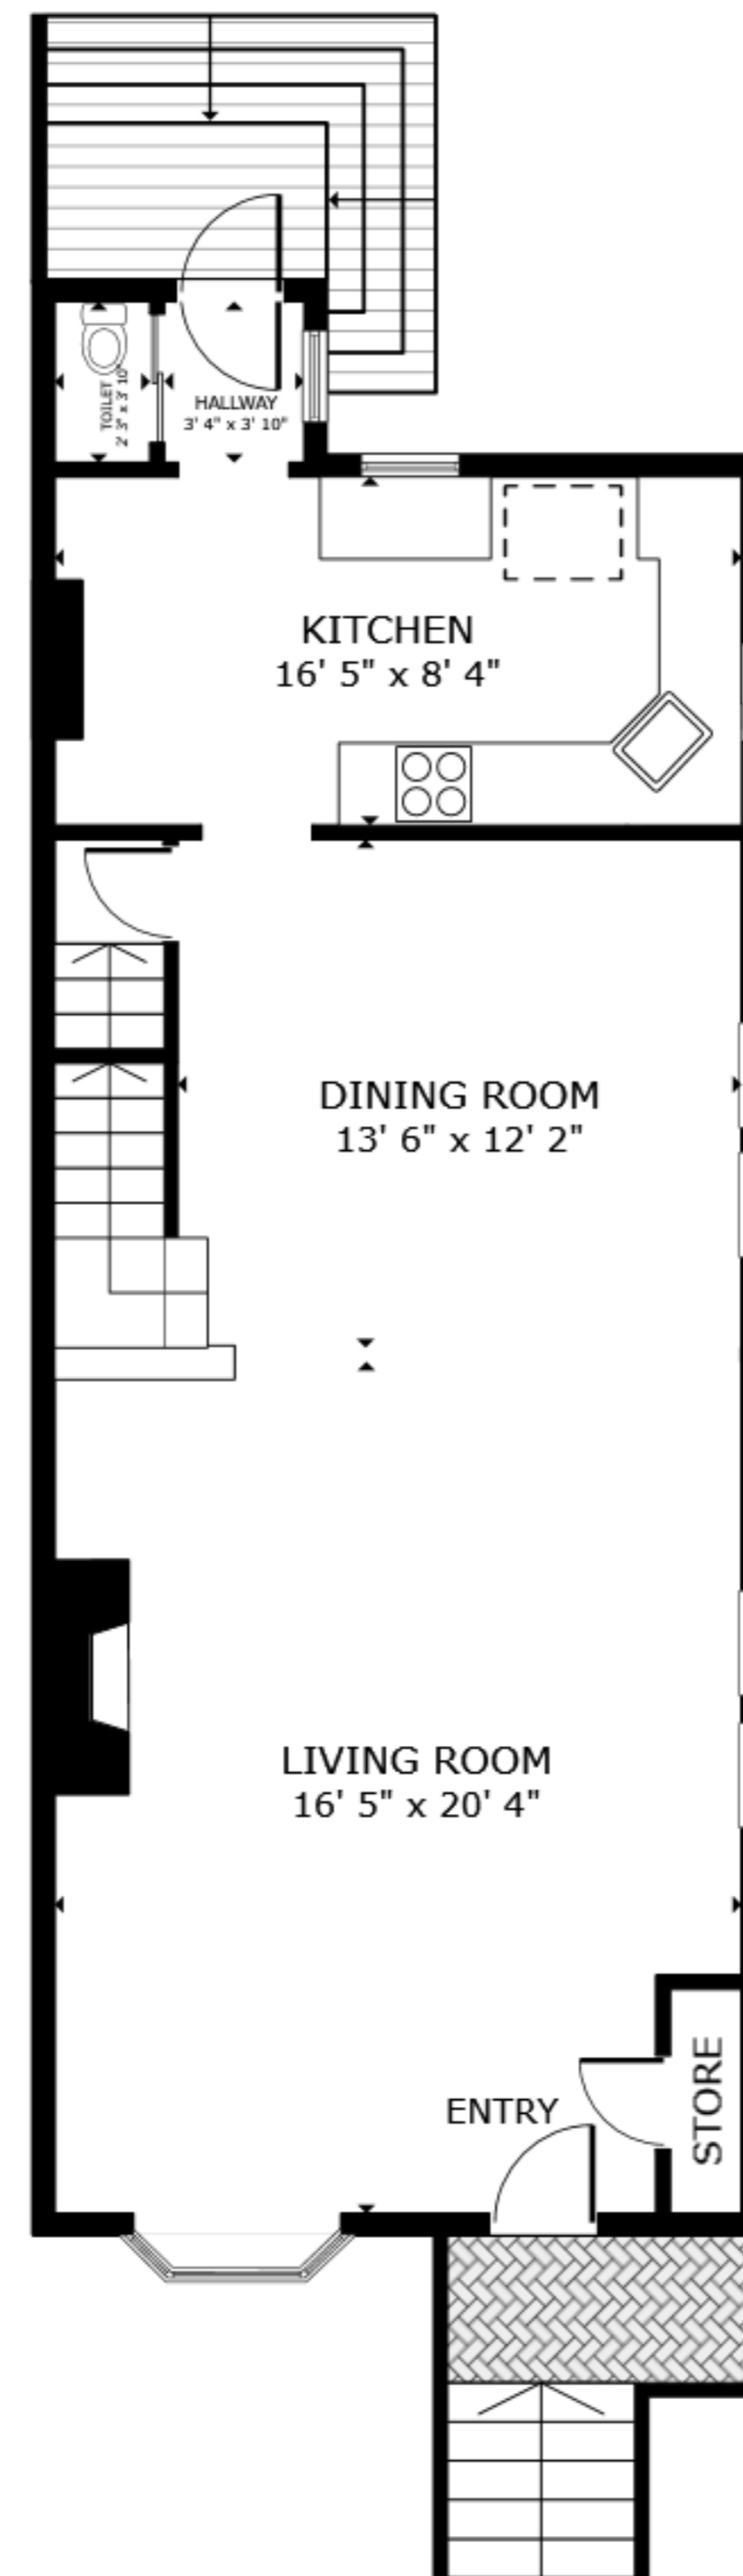 TOILET
2' 3" x 3' 10"
HALLWAY
3' 4" x 3' 10"
KITCHEN
16' 5" x 8' 4"
DINING ROOM
13' 6" x 12' 2"
LIVING ROOM
16' 5" x 20' 4"
STORE
ENTRY